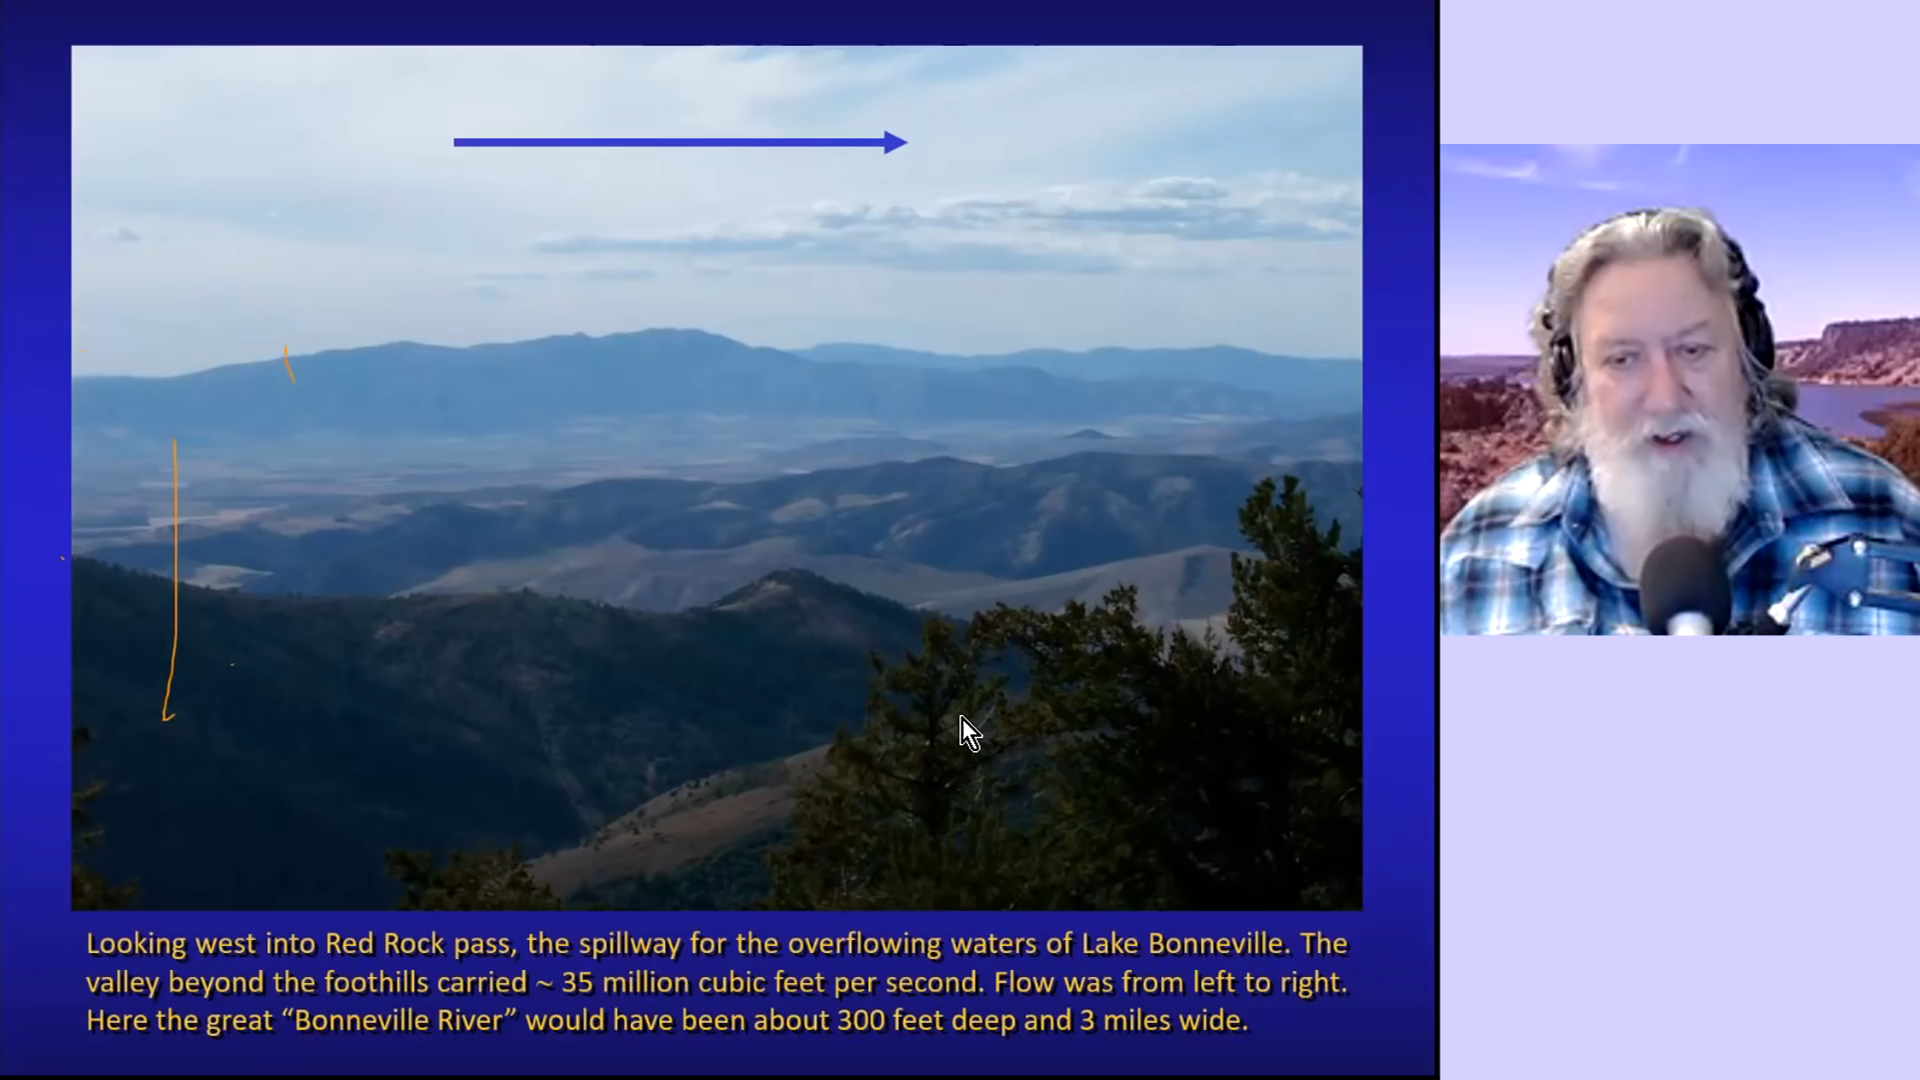 Looking west into Red Rock pass, the spillway for the overflowing waters of Lake Bonneville. The
valley beyond the foothills carried ~ 35 million cubic feet per second. Flow was from left to right.
Here the great “Bonneville River” would have been about 300 feet deep and 3 miles wide.